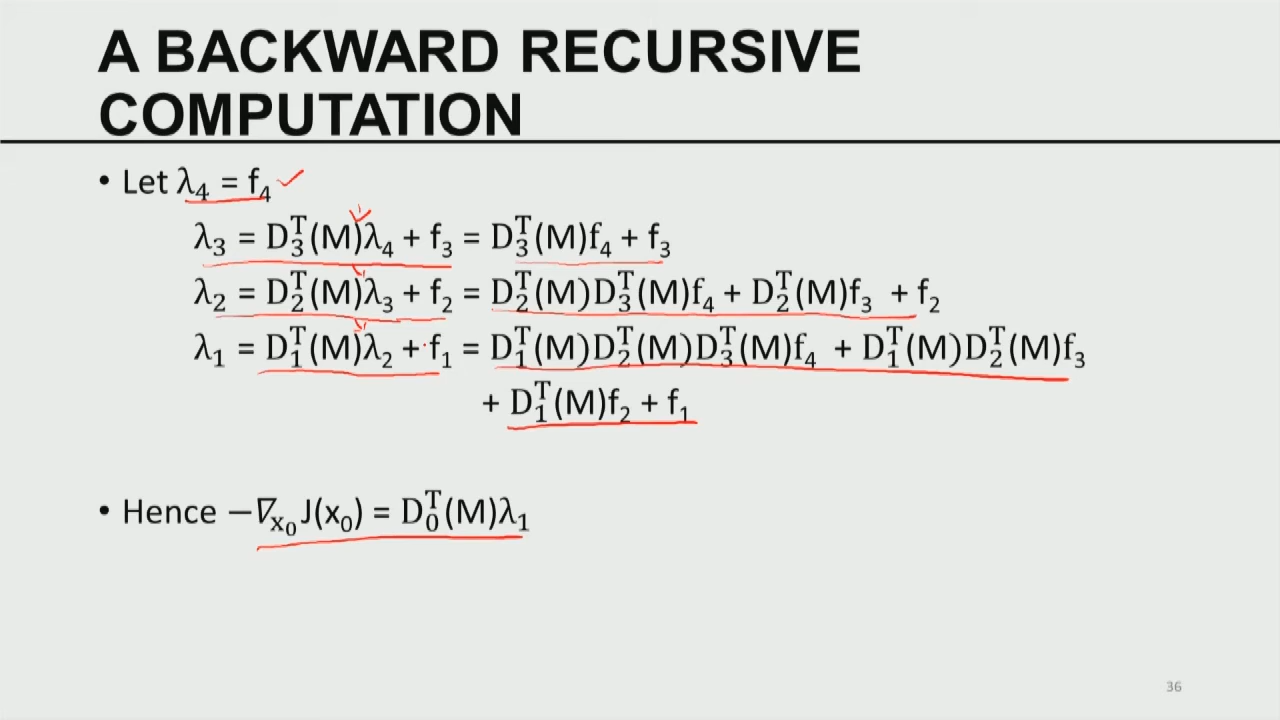 A BACKWARD RECURSIVE
COMPUTATION
• Let λ₄ = f₄
λ₃ = D₃ᵀ(M)λ₄ + f₃ = D₃ᵀ(M)f₄ + f₃
λ₂ = D₂ᵀ(M)λ₃ + f₂ = D₂ᵀ(M)D₃ᵀ(M)f₄ + D₂ᵀ(M)f₃ + f₂
λ₁ = D₁ᵀ(M)λ₂ + f₁ = D₁ᵀ(M)D₂ᵀ(M)D₃ᵀ(M)f₄ + D₁ᵀ(M)D₂ᵀ(M)f₃
+ D₁ᵀ(M)f₂ + f₁
• Hence −∇ₓ₀J(x₀) = D₀ᵀ(M)λ₁
36